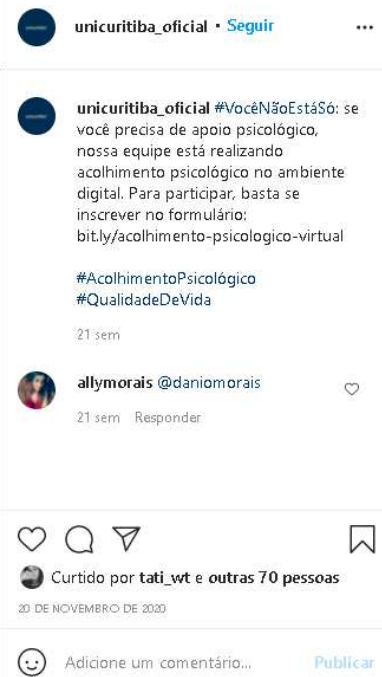 unicuritiba_oficial • Seguir
unicuritiba_oficial #VocêNãoEstáSó: se
você precisa de apoio psicológico,
nossa equipe está realizando
acolhimento psicológico no ambiente
digital. Para participar, basta se
inscrever no formulário:
bit.ly/acolhimento-psicologico-virtual
#AcolhimentoPsicológico
#QualidadeDeVida
21 sem
allymorais @daniomorais
21 sem Responder
Curtido por tati_wt e outras 70 pessoas
20 DE NOVEMBRO DE 2020
Adicione um comentário... Publicar